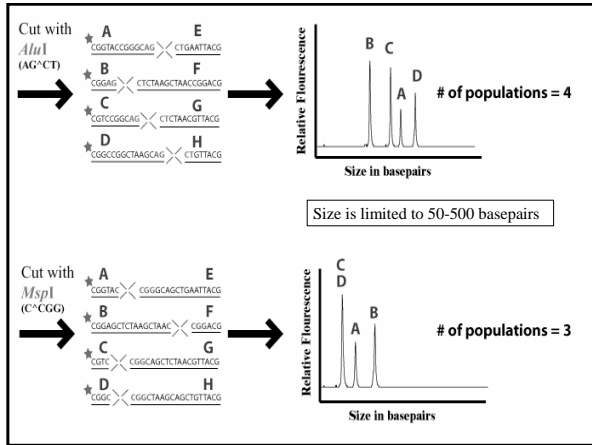 Cut with
AluI
(AG^CT)
A E
CGGTACCGGGCAG CTGAATTACG
B F
CGGAG CTCTAAGCTAACCGGACG
C G
CGTCCGGCAG CTCTAACGTTACG
D H
CGGCCGGCTAAGCAG CTGTTACG
Relative Flourescence
B
C
A
D
# of populations = 4
Size in basepairs
Size is limited to 50-500 basepairs
Cut with
MspI
(C^CGG)
A E
CGGTAC CGGGCAGCTGAATTACG
B F
CGGAGCTCTAAGCTAAC CGGACG
C G
CGTC CGGCAGCTCTAACGTTACG
D H
CGGC CGGCTAAGCAGCTGTTACG
Relative Flourescence
C
D
A
B
# of populations = 3
Size in basepairs